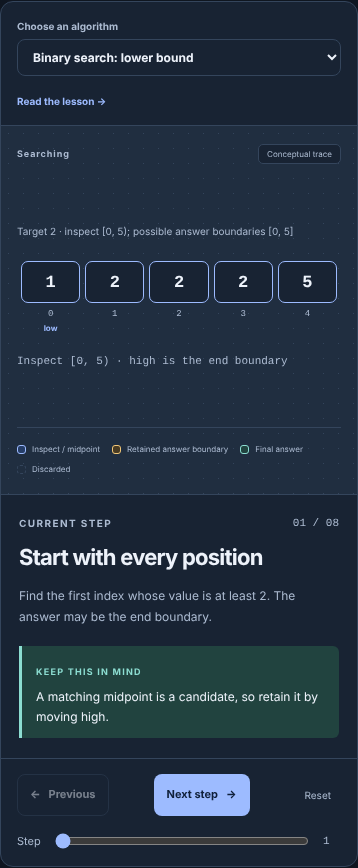 Choose an algorithm
Binary search: lower bound
Read the lesson →
Searching
Conceptual trace
Target 2 · inspect [0, 5); possible answer boundaries [0, 5]
1 2 2 2 5
0 1 2 3 4
low
Inspect [0, 5) · high is the end boundary
Inspect / midpoint
Retained answer boundary
Final answer
Discarded
CURRENT STEP
01 / 08
Start with every position
Find the first index whose value is at least 2. The
answer may be the end boundary.
KEEP THIS IN MIND
A matching midpoint is a candidate, so retain it by
moving high.
← Previous
Next step →
Reset
Step
1